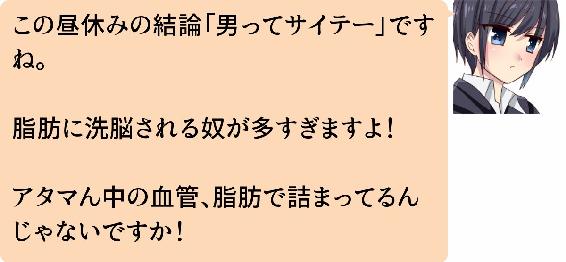 この昼休みの結論「男ってサイテー」です
ね。
脂肪に洗脳される奴が多すぎますよ!
アタマん中の血管、脂肪で詰まってるん
じゃないですか!